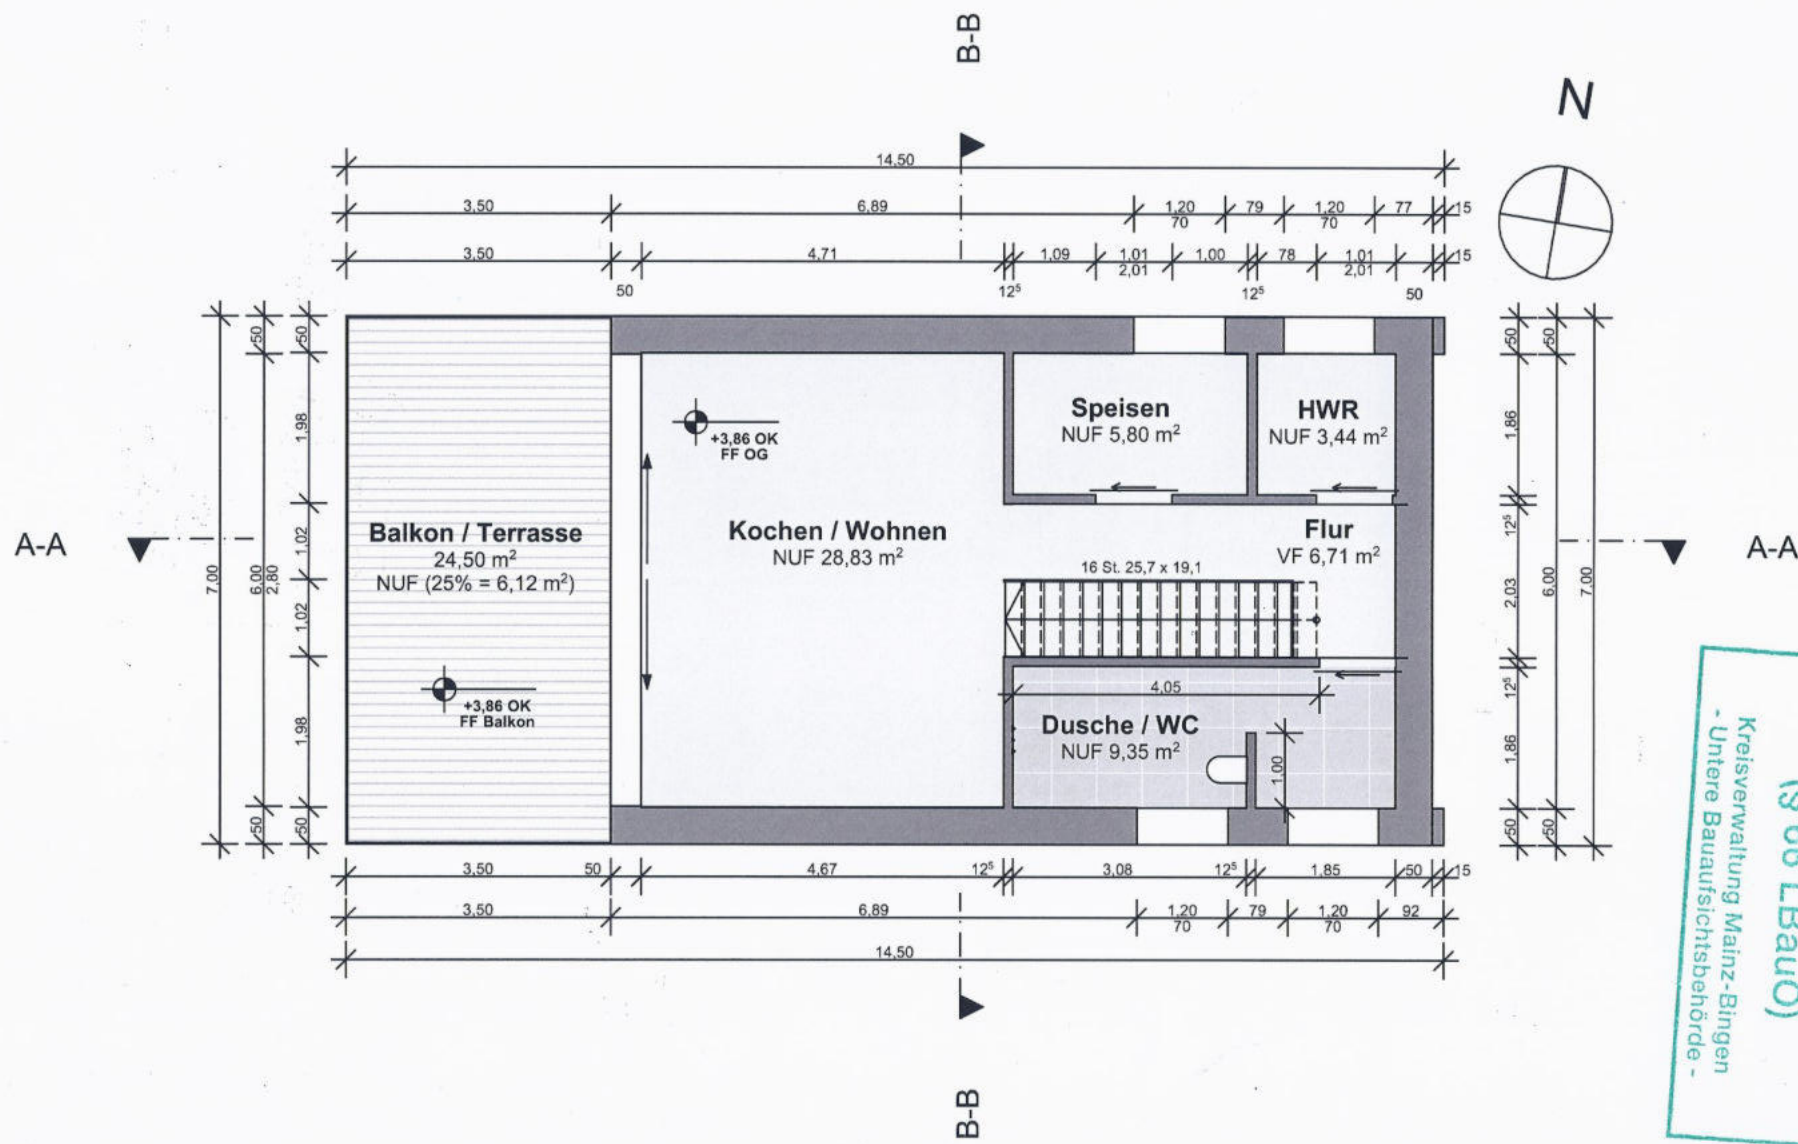 B-B
N
14,50
3,50
6,89
1,20
70
79
1,20
70
77
15
3,50
4,71
1,09
1,01
2,01
1,00
78
1,01
2,01
15
50
12⁵
12⁵
50
7,00
50
6,00
50
50
1,98
1,02
2,80
1,02
1,98
50
Balkon / Terrasse
24,50 m²
NUF (25% = 6,12 m²)
+3,86 OK
FF Balkon
+3,86 OK
FF OG
Kochen / Wohnen
NUF 28,83 m²
Speisen
NUF 5,80 m²
HWR
NUF 3,44 m²
Flur
VF 6,71 m²
16 St. 25,7 x 19,1
4,05
Dusche / WC
NUF 9,35 m²
1,00
A-A
A-A
50
1,86
12⁵
2,03
12⁵
1,86
50
50
6,00
50
7,00
3,50
50
4,67
12⁵
3,08
12⁵
1,85
50
15
3,50
6,89
1,20
70
79
1,20
70
92
14,50
B-B
(§ 66 LBauO)
Kreisverwaltung Mainz-Bingen
- Untere Bauaufsichtsbehörde -